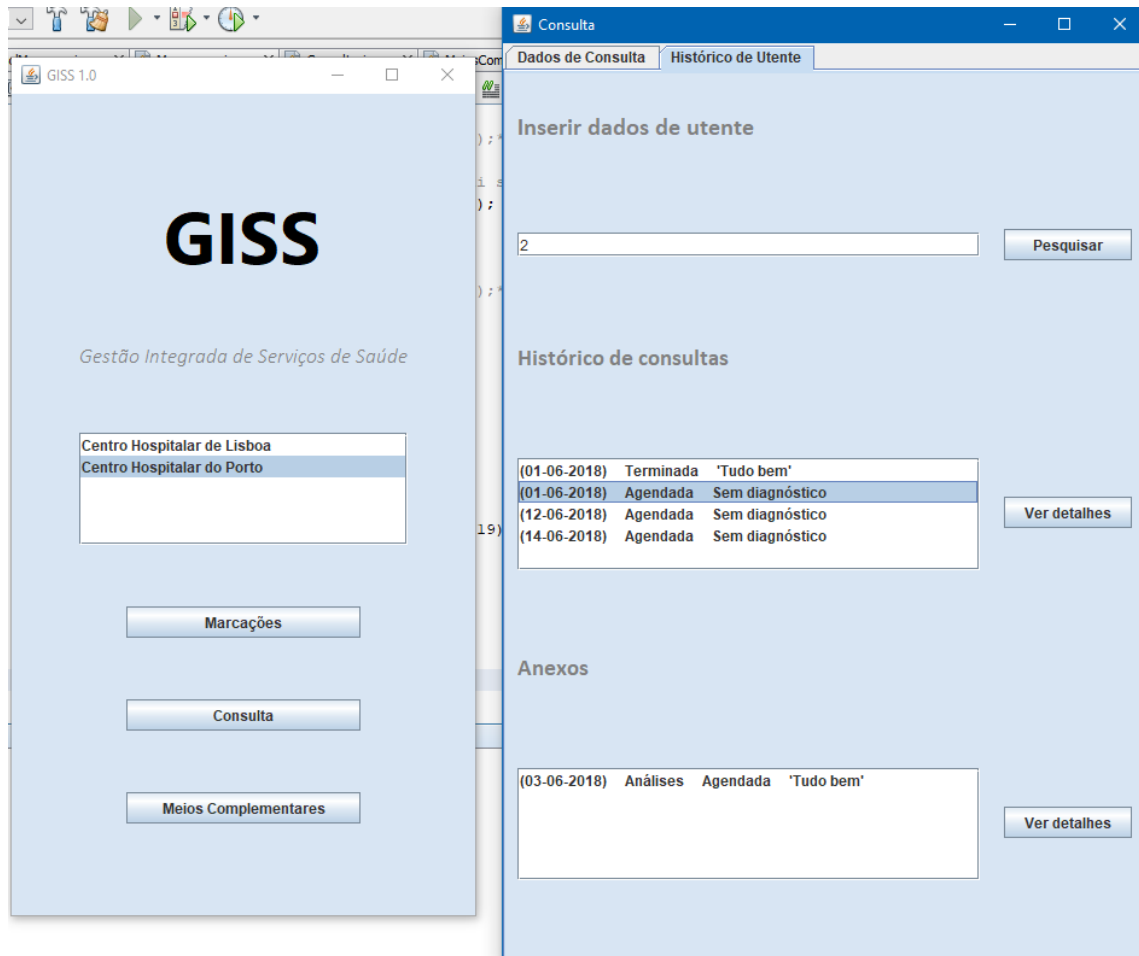 GISS 1.0
GISS
Gestão Integrada de Serviços de Saúde
Centro Hospitalar de Lisboa
Centro Hospitalar do Porto
Marcações
Consulta
Meios Complementares
);
19)
Consulta
Dados de Consulta Histórico de Utente
Inserir dados de utente
2 Pesquisar
Histórico de consultas
(01-06-2018) Terminada 'Tudo bem'
(01-06-2018) Agendada Sem diagnóstico
(12-06-2018) Agendada Sem diagnóstico
(14-06-2018) Agendada Sem diagnóstico
Ver detalhes
Anexos
(03-06-2018) Análises Agendada 'Tudo bem'
Ver detalhes